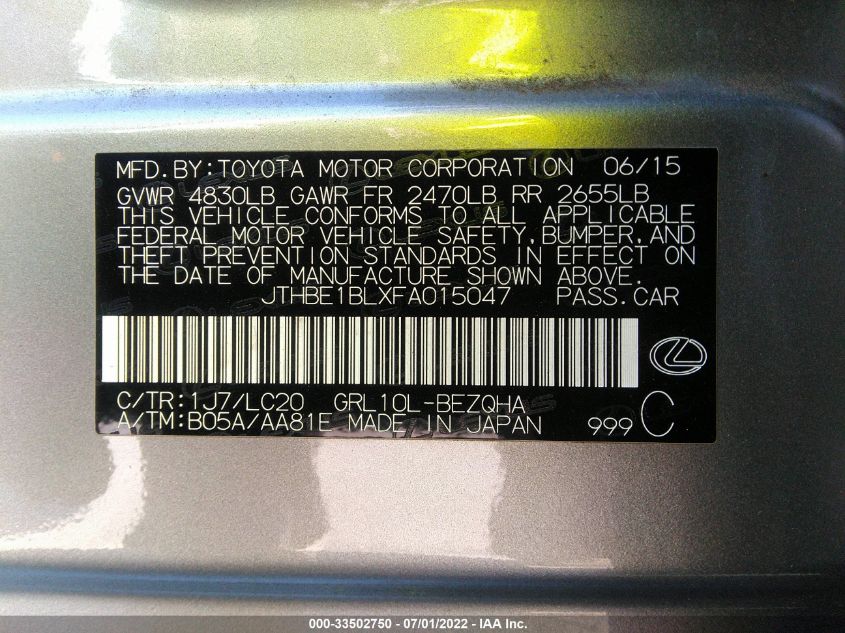 MFD.BY:TOYOTA MOTOR CORPORATION 06/15
GVWR 4830LB GAWR FR 2470LB RR 2655LB
THIS VEHICLE CONFORMS TO ALL APPLICABLE
FEDERAL MOTOR VEHICLE SAFETY,BUMPER,AND
THEFT PREVENTION STANDARDS IN EFFECT ON
THE DATE OF MANUFACTURE SHOWN ABOVE.
JTHBE1BLXFA015047 PASS.CAR
C/TR:1J7/LC20 GRL10L-BEZQHA
A/TM:B05A/AA81E MADE IN JAPAN 999 C
000-33502750 - 07/01/2022 - IAA Inc.